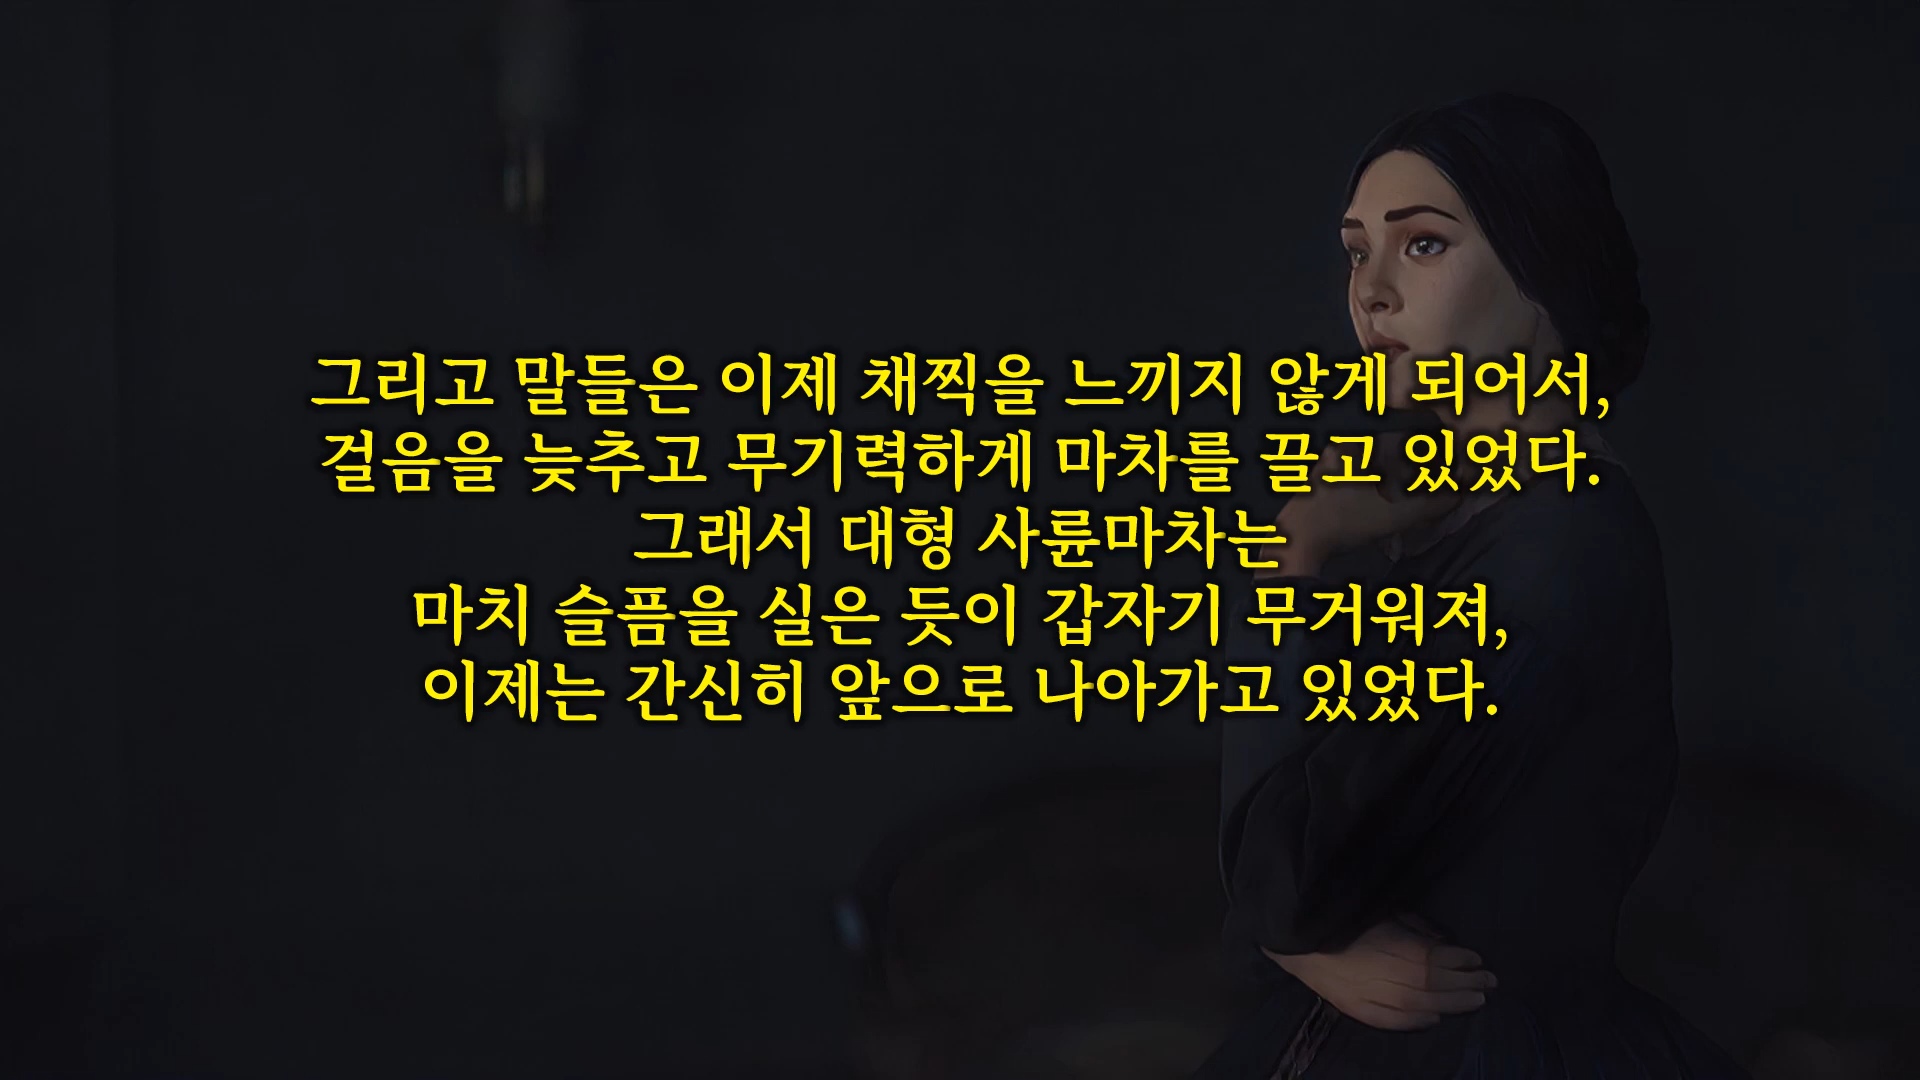 그리고 말들은 이제 채찍을 느끼지 않게 되어서,
걸음을 늦추고 무기력하게 마차를 끌고 있었다.
그래서 대형 사륜마차는
마치 슬픔을 실은 듯이 갑자기 무거워져,
이제는 간신히 앞으로 나아가고 있었다.